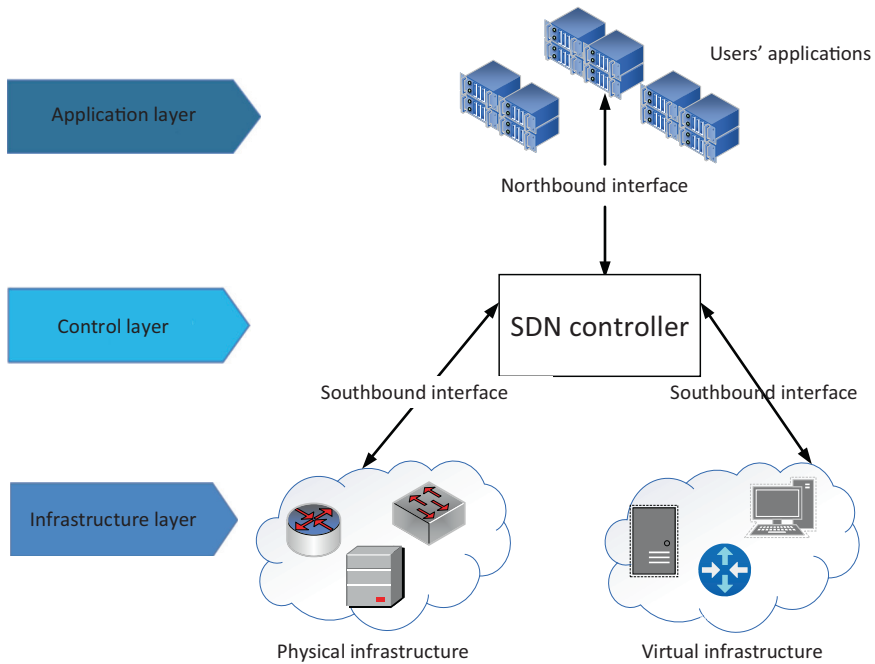 Users’ applications
Application layer
Northbound interface
Control layer
SDN controller
Southbound interface
Southbound interface
Infrastructure layer
Physical infrastructure
Virtual infrastructure